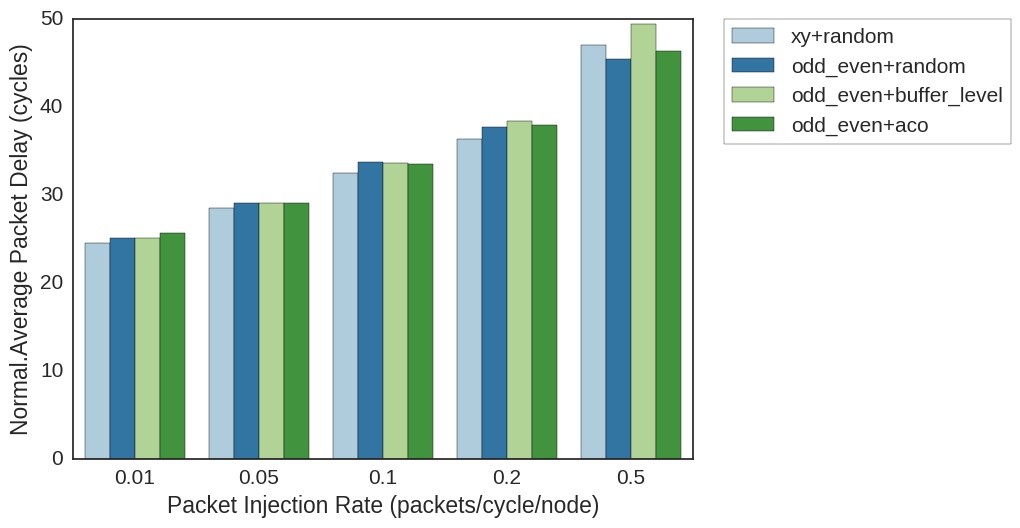 50
40
30
20
10
0
Normal.Average Packet Delay (cycles)
0.01 0.05 0.1 0.2 0.5
Packet Injection Rate (packets/cycle/node)
xy+random
odd_even+random
odd_even+buffer_level
odd_even+aco